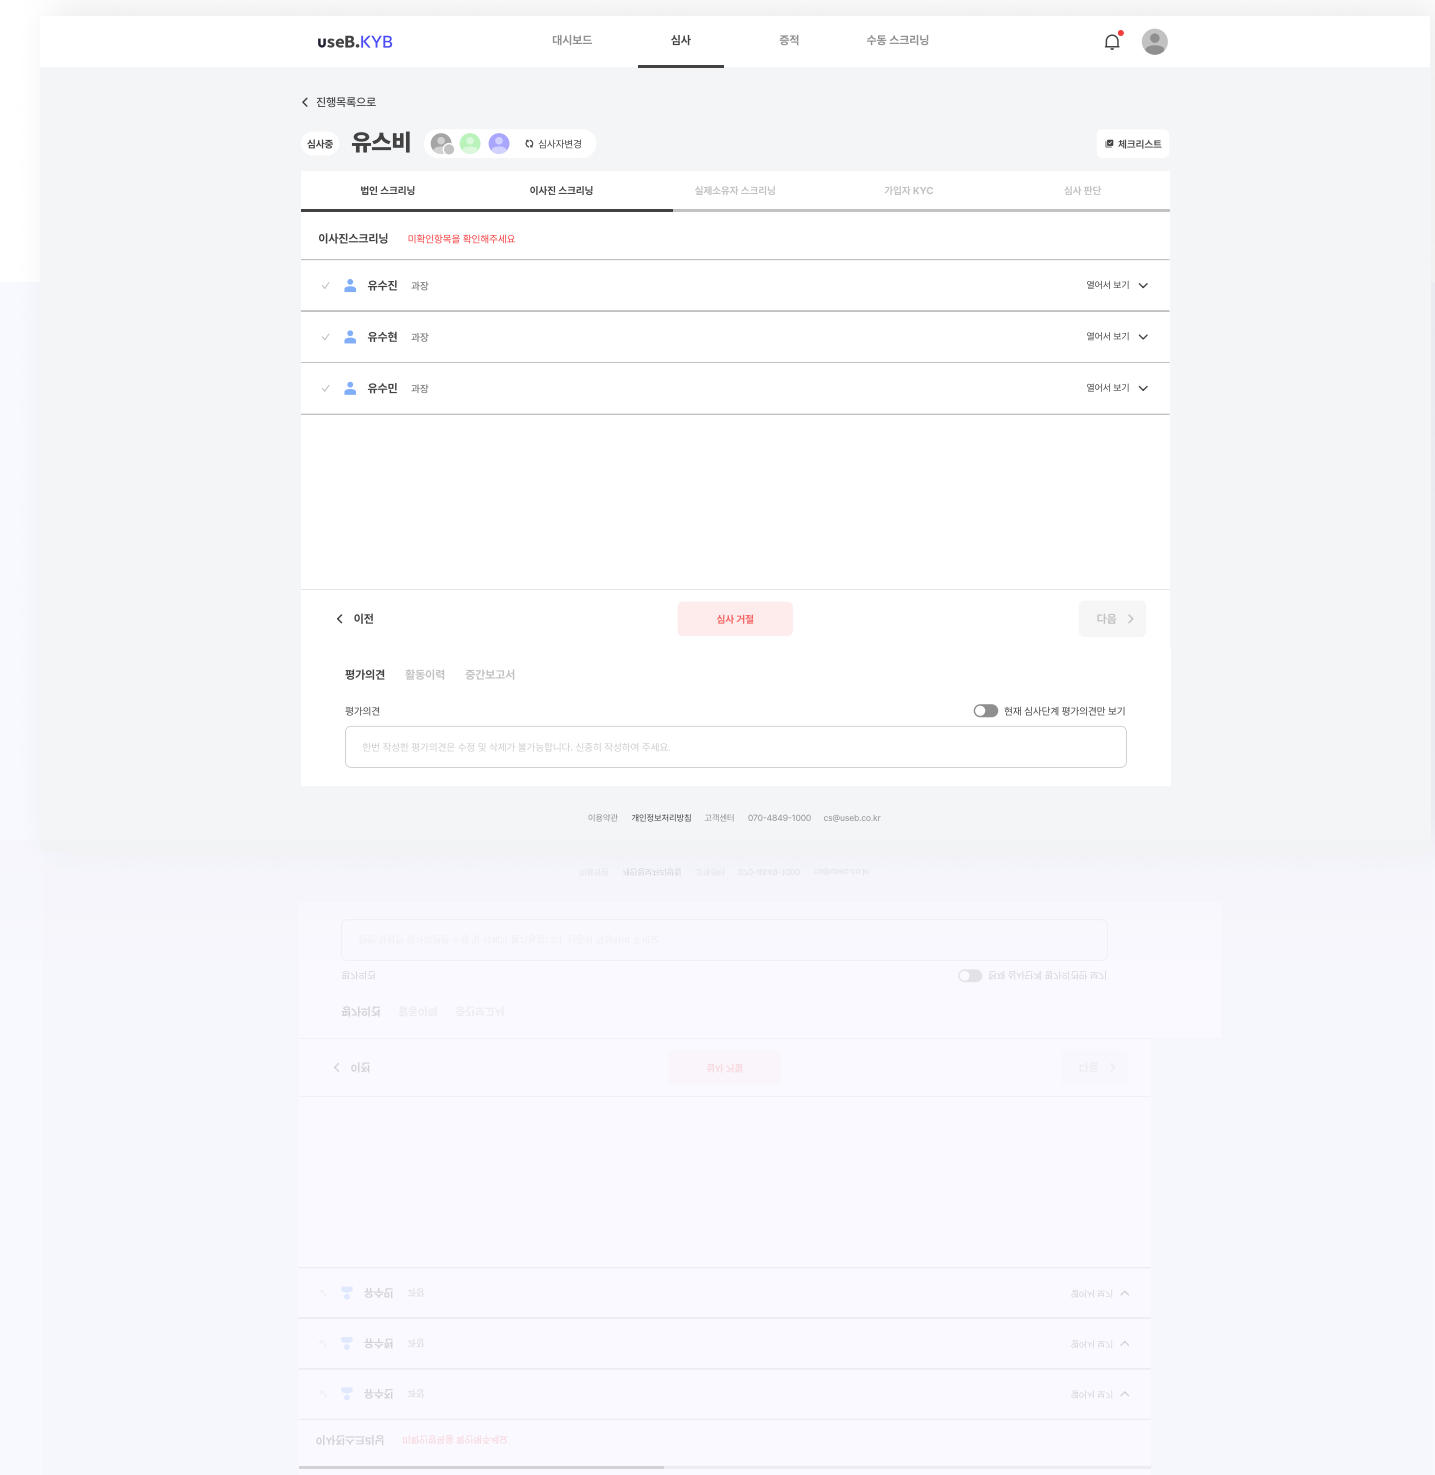 useB.KYB 대시보드 심사 증적 수동 스크리닝
진행목록으로
심사중 유스비 심사자변경 체크리스트
법인 스크리닝 이사진 스크리닝 실제소유자 스크리닝 가입자 KYC 심사 판단
이사진스크리닝 미확인항목을 확인해주세요
유수진 과장 열어서 보기
유수현 과장 열어서 보기
유수민 과장 열어서 보기
이전 심사 거절 다음
평가의견 활동이력 중간보고서
평가의견 현재 심사단계 평가의견만 보기
한번 작성한 평가의견은 수정 및 삭제가 불가능합니다. 신중히 작성하여 주세요.
이용약관 개인정보처리방침 고객센터 070-4849-1000 cs@useb.co.kr